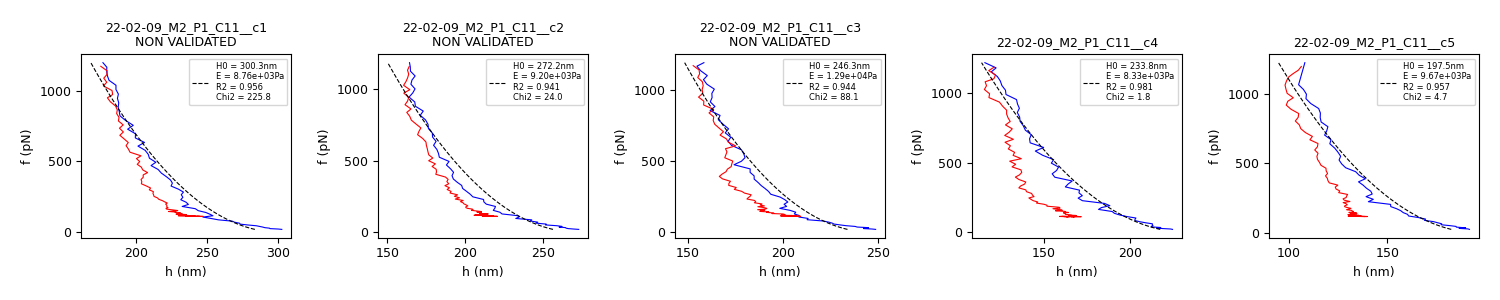 22-02-09_M2_P1_C11__c1
NON VALIDATED
H0 = 300.3nm
E = 8.76e+03Pa
R2 = 0.956
Chi2 = 225.8
f (pN)
1000
500
0
200
250
300
h (nm)
22-02-09_M2_P1_C11__c2
NON VALIDATED
H0 = 272.2nm
E = 9.20e+03Pa
R2 = 0.941
Chi2 = 24.0
f (pN)
1000
500
0
150
200
250
h (nm)
22-02-09_M2_P1_C11__c3
NON VALIDATED
H0 = 246.3nm
E = 1.29e+04Pa
R2 = 0.944
Chi2 = 88.1
f (pN)
1000
500
0
150
200
250
h (nm)
22-02-09_M2_P1_C11__c4
H0 = 233.8nm
E = 8.33e+03Pa
R2 = 0.981
Chi2 = 1.8
f (pN)
1000
500
0
150
200
h (nm)
22-02-09_M2_P1_C11__c5
H0 = 197.5nm
E = 9.67e+03Pa
R2 = 0.957
Chi2 = 4.7
f (pN)
1000
500
0
100
150
h (nm)